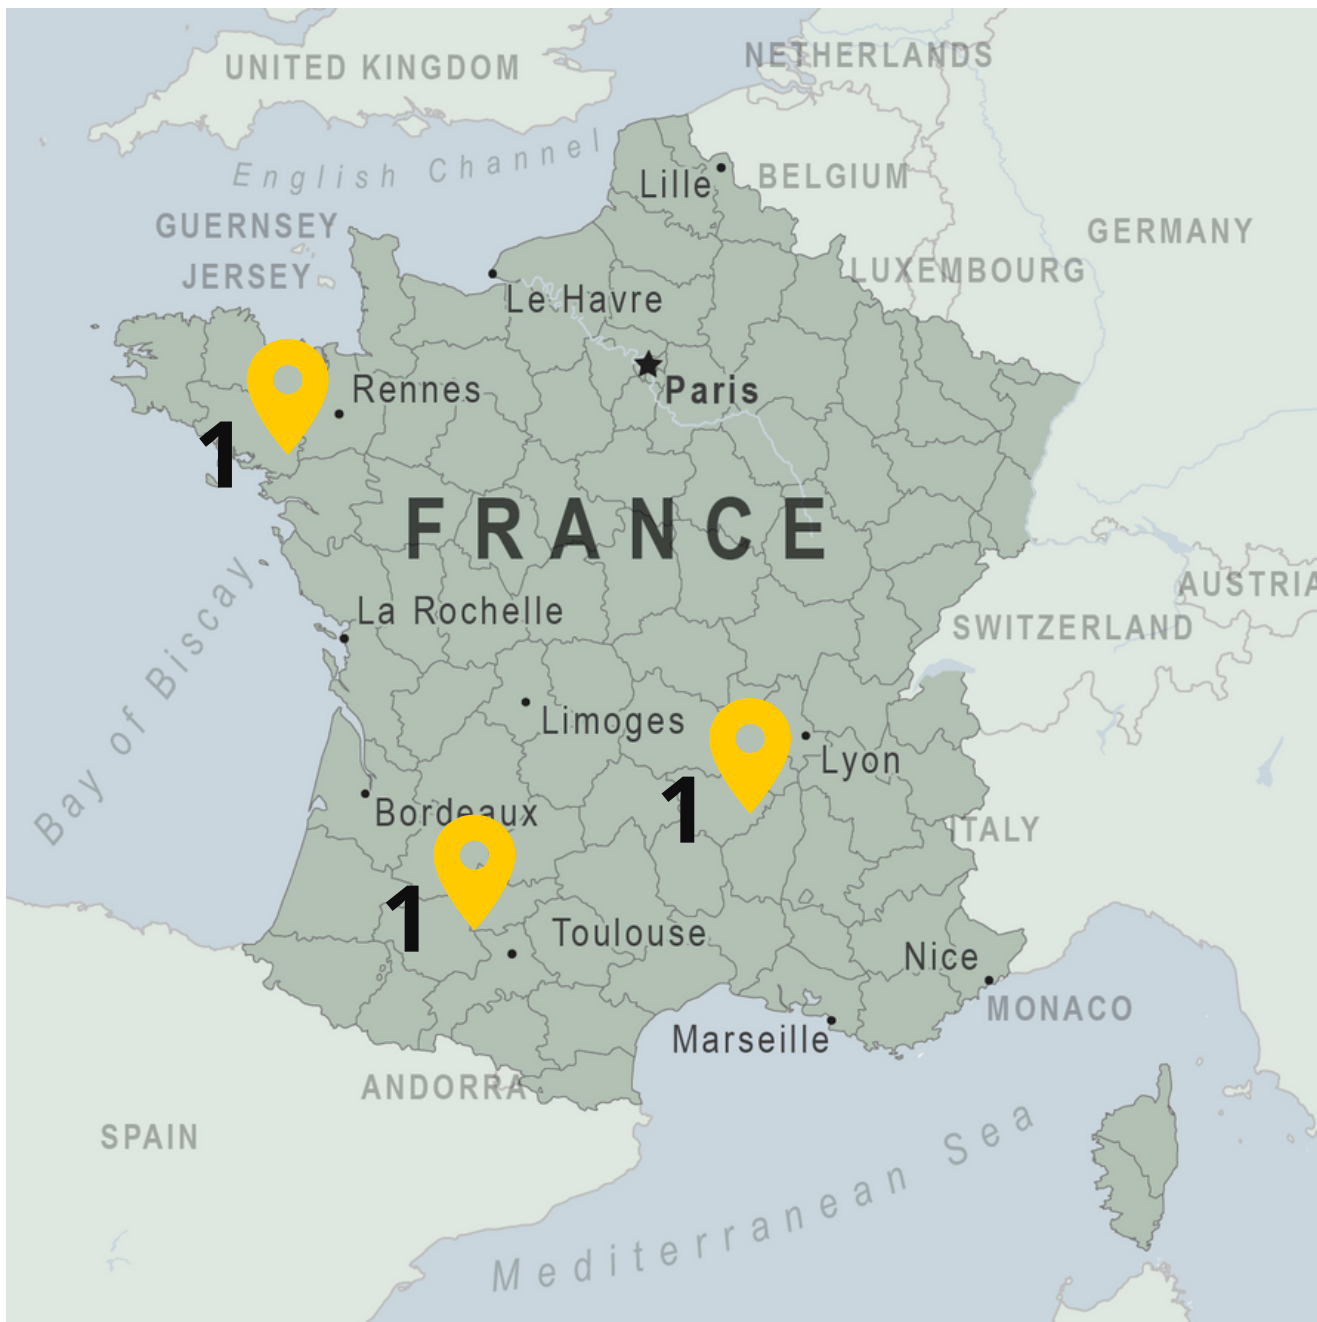 UNITED KINGDOM
NETHERLANDS
English Channel
Lille
BELGIUM
GUERNSEY
GERMANY
JERSEY
LUXEMBOURG
Le Havre
Rennes
Paris
1
FRANCE
Bay of Biscay
AUSTRIA
La Rochelle
SWITZERLAND
Limoges
Lyon
1
Bordeaux
ITALY
1
Toulouse
Nice
MONACO
Marseille
ANDORRA
SPAIN
Mediterranean Sea